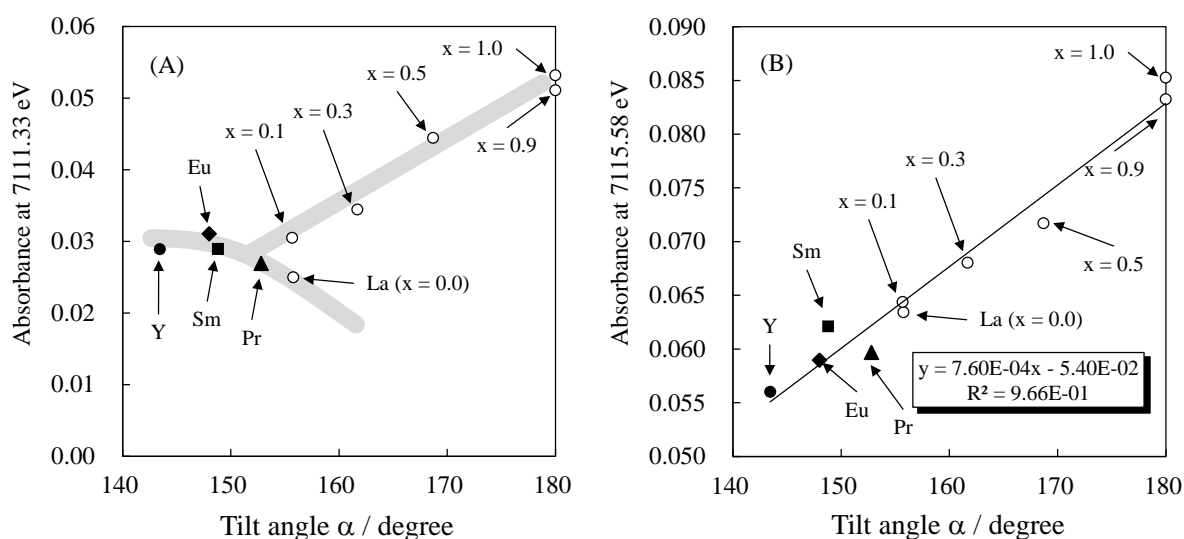 (A)
Absorbance at 7111.33 eV
0.06
0.05
0.04
0.03
0.02
0.01
0.00
x = 1.0
x = 0.5
x = 0.3
x = 0.1
x = 0.9
Eu
La (x = 0.0)
Y
Sm
Pr
140
150
160
170
180
Tilt angle α / degree
(B)
Absorbance at 7115.58 eV
0.090
0.085
0.080
0.075
0.070
0.065
0.060
0.055
0.050
x = 1.0
x = 0.9
x = 0.3
x = 0.1
x = 0.5
Sm
La (x = 0.0)
Y
Eu
Pr
y = 7.60E-04x - 5.40E-02
R² = 9.66E-01
140
150
160
170
180
Tilt angle α / degree